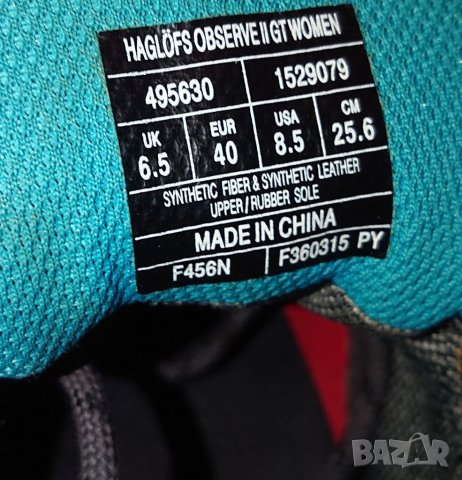 HAGLÖFS OBSERVE II GT WOMEN
495630 1529079
UK EUR USA CM
6.5 40 8.5 25.6
SYNTHETIC FIBER & SYNTHETIC LEATHER
UPPER / RUBBER SOLE
MADE IN CHINA
F456N F360315 PY
BAZAR